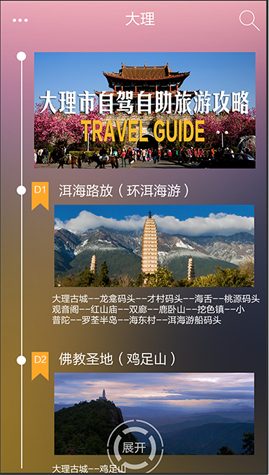 大理
大理市自驾自助旅游攻略
TRAVEL GUIDE
D1
洱海路放（环洱海游）
大理古城--龙龛码头--才村码头--海舌--桃源码头
观音阁--红山庙--双廊--鹿卧山--挖色镇--小
普陀--罗荃半岛--海东村--洱海游船码头
D2
佛教圣地（鸡足山）
展开
大理古城--鸡足山